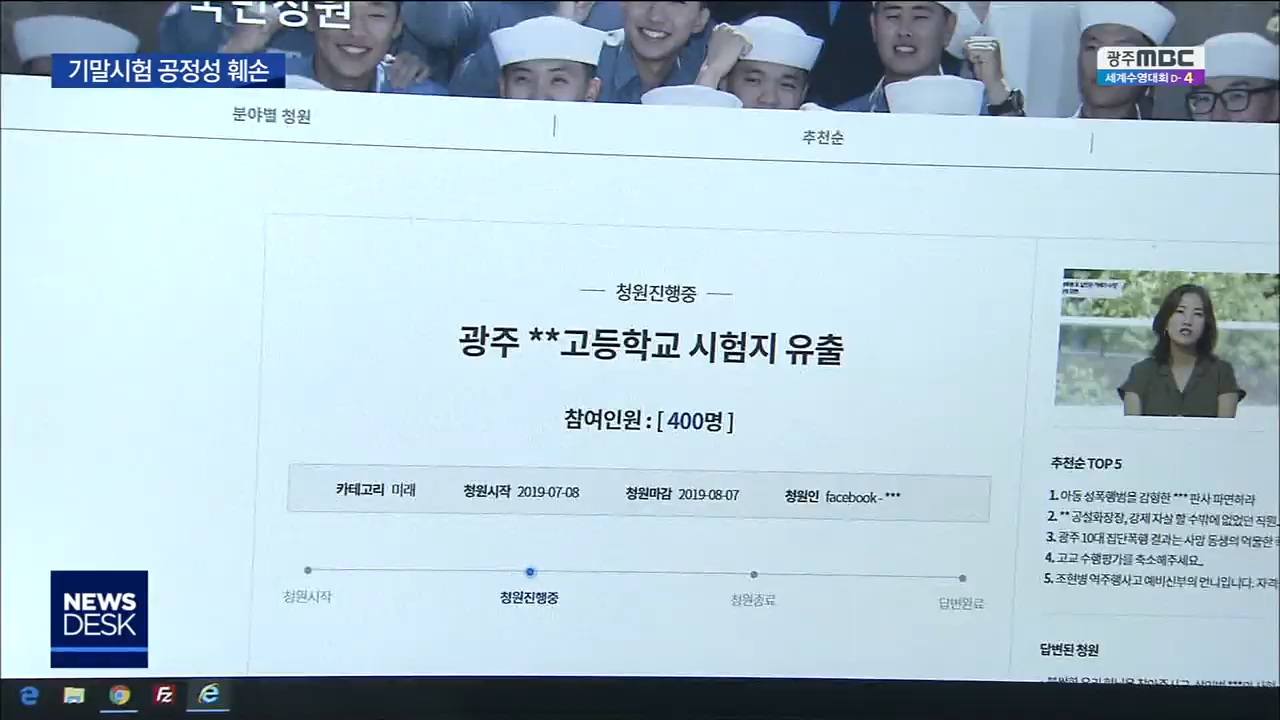 국민청원
기말시험 공정성 훼손
광주MBC
세계수영대회 D-4
분야별 청원
추천순
청원진행중
광주 **고등학교 시험지 유출
참여인원 : [ 400명 ]
카테고리 미래 청원시작 2019-07-08 청원마감 2019-08-07 청원인 facebook - ***
청원시작 청원진행중 청원종료 답변완료
추천순 TOP 5
1. 아동 성폭행범을 감형한 *** 판사 파면하라
2. ** 공설화장장, 강제 자살 할 수밖에 없었던 직원
3. 광주 10대 집단폭행 결과는 사망 동생의 억울한
4. 고교 수행평가를 축소해주세요.
5. 조현병 역주행사고 예비신부의 언니입니다. 자격
답변된 청원
NEWS
DESK